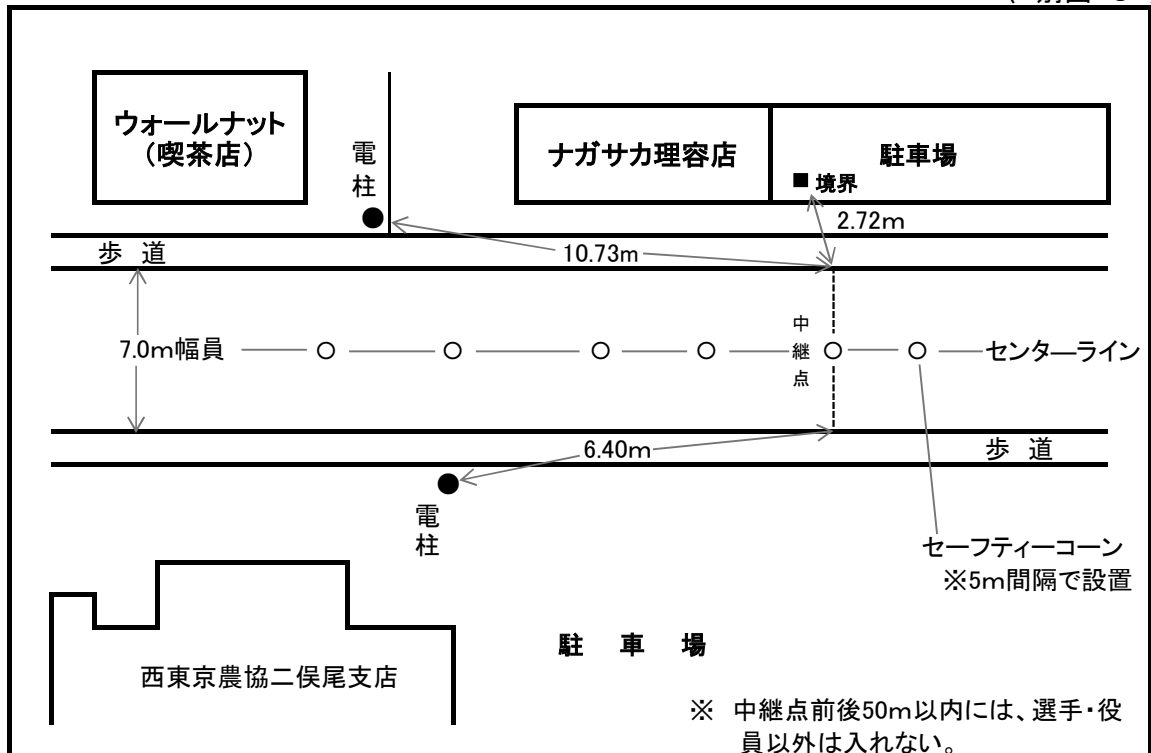 ウォールナット
(喫茶店)
電柱
ナガサカ理容店
駐車場
■ 境界
2.72m
歩 道
10.73m
7.0m幅員
中継点
センターライン
6.40m
歩 道
電柱
セーフティーコーン
※5m間隔で設置
駐 車 場
西東京農協二俣尾支店
※ 中継点前後50m以内には、選手・役
員以外は入れない。